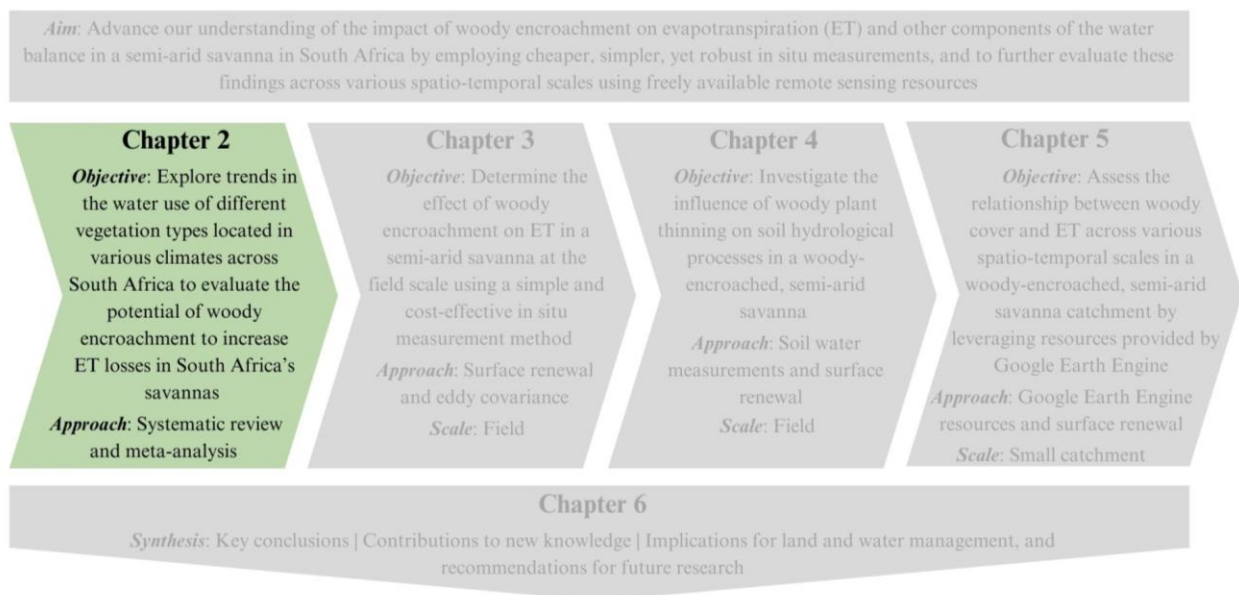 Aim: Advance our understanding of the impact of woody encroachment on evapotranspiration (ET) and other components of the water
balance in a semi-arid savanna in South Africa by employing cheaper, simpler, yet robust in situ measurements, and to further evaluate these
findings across various spatio-temporal scales using freely available remote sensing resources
Chapter 2
Objective: Explore trends in
the water use of different
vegetation types located in
various climates across
South Africa to evaluate the
potential of woody
encroachment to increase
ET losses in South Africa's
savannas
Approach: Systematic review
and meta-analysis
Chapter 3
Objective: Determine the
effect of woody
encroachment on ET in a
semi-arid savanna at the
field scale using a simple and
cost-effective in situ
measurement method
Approach: Surface renewal
and eddy covariance
Scale: Field
Chapter 4
Objective: Investigate the
influence of woody plant
thinning on soil hydrological
processes in a woody-
encroached, semi-arid
savanna
Approach: Soil water
measurements and surface
renewal
Scale: Field
Chapter 5
Objective: Assess the
relationship between woody
cover and ET across various
spatio-temporal scales in a
woody-encroached, semi-arid
savanna catchment by
leveraging resources provided by
Google Earth Engine
Approach: Google Earth Engine
resources and surface renewal
Scale: Small catchment
Chapter 6
Synthesis: Key conclusions | Contributions to new knowledge | Implications for land and water management, and
recommendations for future research